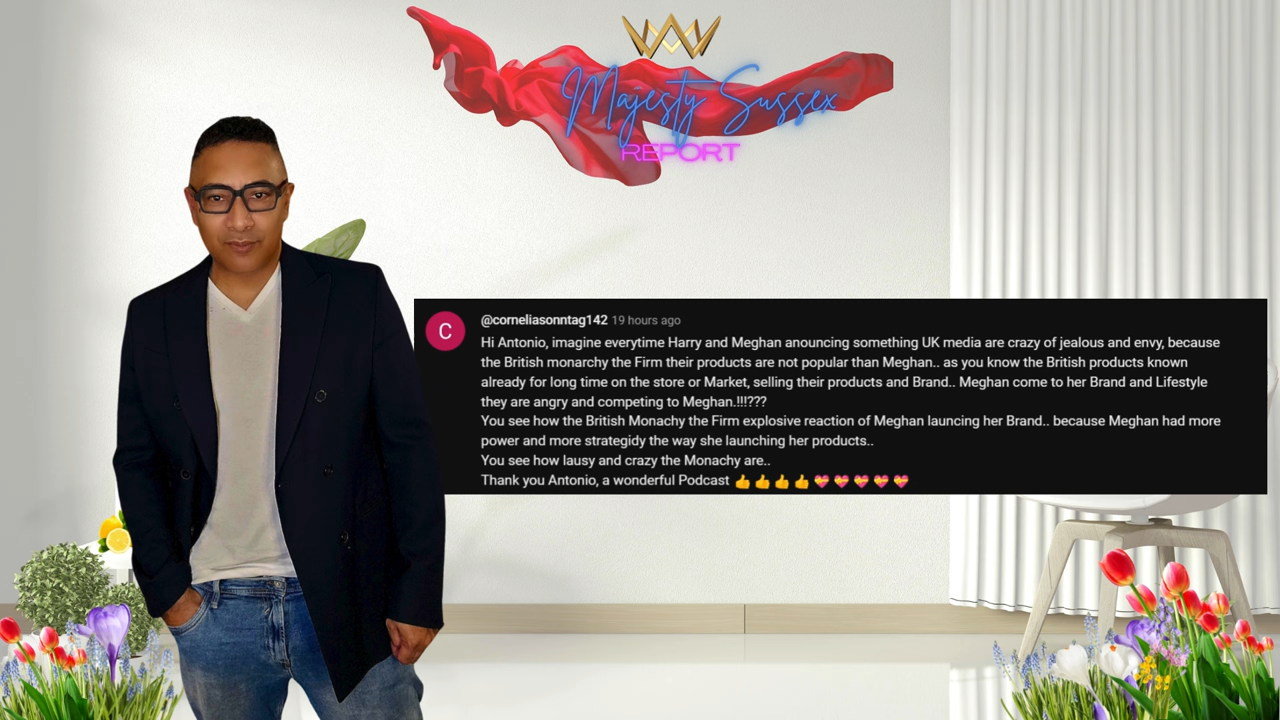 Majesty Sussex
REPORT
C
@corneliasonntag142 19 hours ago
Hi Antonio, imagine everytime Harry and Meghan anouncing something UK media are crazy of jealous and envy, because
the British monarchy the Firm their products are not popular than Meghan.. as you know the British products known
already for long time on the store or Market, selling their products and Brand.. Meghan come to her Brand and Lifestyle
they are angry and competing to Meghan.!!!???
You see how the British Monachy the Firm explosive reaction of Meghan launcing her Brand.. because Meghan had more
power and more strategidy the way she launching her products..
You see how lausy and crazy the Monachy are..
Thank you Antonio, a wonderful Podcast 👍👍👍👍💝💝💝💝💝